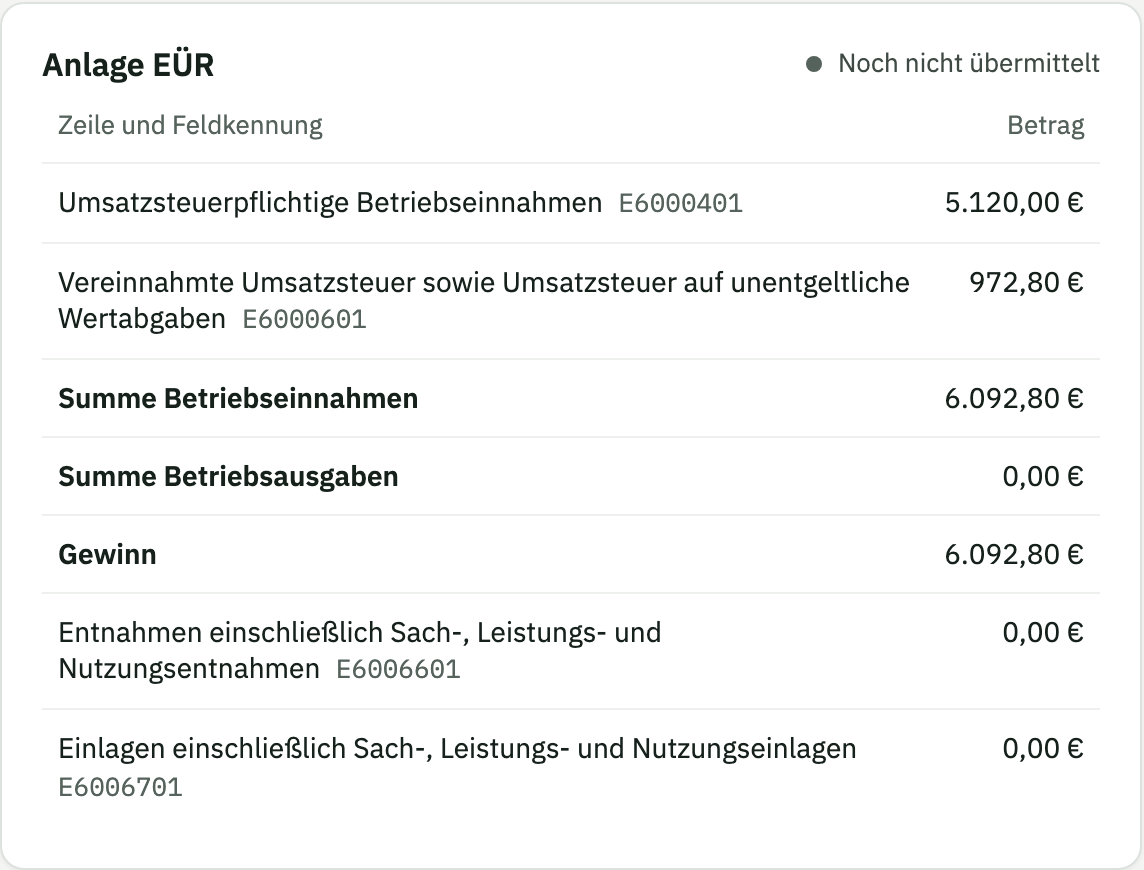 Anlage EÜR
Noch nicht übermittelt
Zeile und Feldkennung
Betrag
Umsatzsteuerpflichtige Betriebseinnahmen E6000401 5.120,00 €
Vereinnahmte Umsatzsteuer sowie Umsatzsteuer auf unentgeltliche 972,80 €
Wertabgaben E6000601
Summe Betriebseinnahmen 6.092,80 €
Summe Betriebsausgaben 0,00 €
Gewinn 6.092,80 €
Entnahmen einschließlich Sach-, Leistungs- und 0,00 €
Nutzungsentnahmen E6006601
Einlagen einschließlich Sach-, Leistungs- und Nutzungseinlagen 0,00 €
E6006701